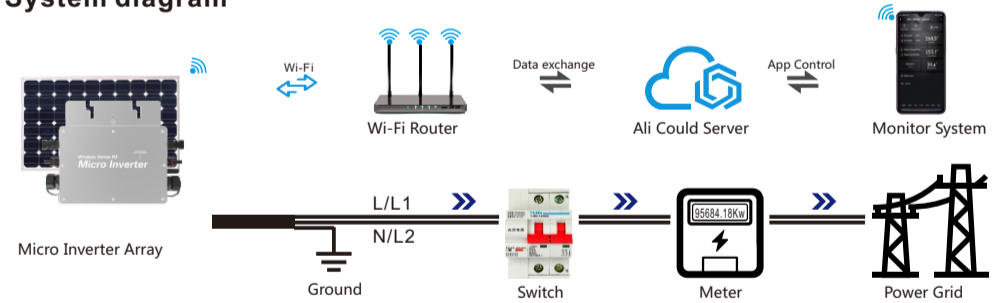 System diagram
Wi-Fi
Data exchange
App Control
Wi-Fi Router
Ali Could Server
Monitor System
Micro Inverter
L/L1
N/L2
95684.18Kw
Micro Inverter Array
Ground
Switch
Meter
Power Grid